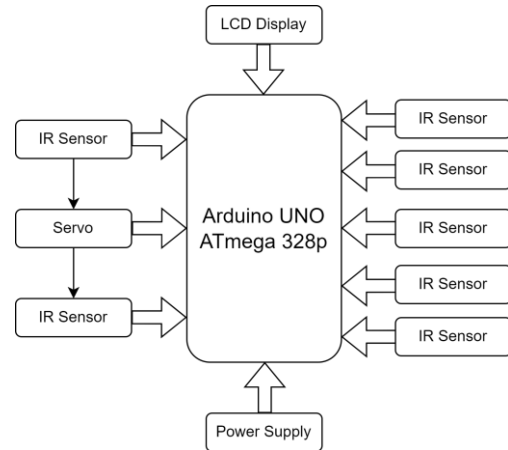 LCD Display
IR Sensor
Servo
IR Sensor
Arduino UNO
ATmega 328p
IR Sensor
IR Sensor
IR Sensor
IR Sensor
IR Sensor
Power Supply